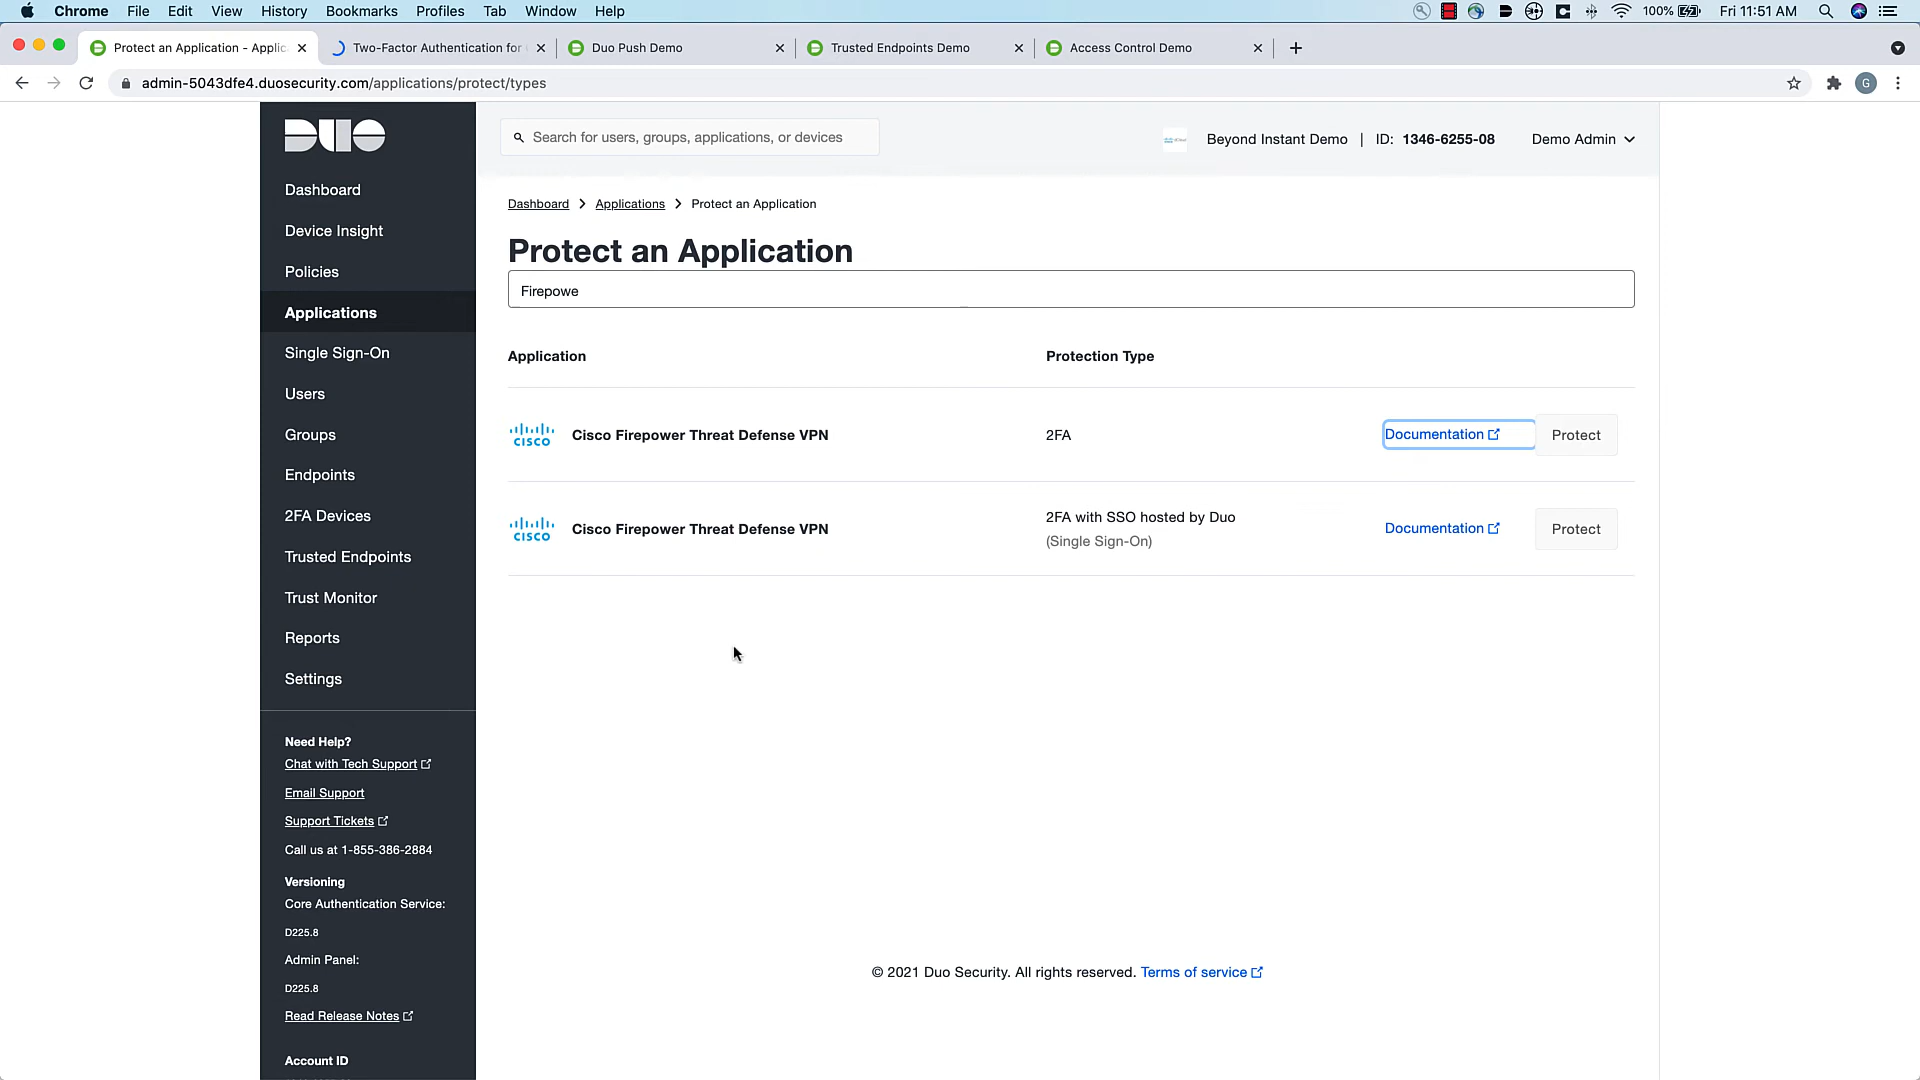 Chrome File Edit View History Bookmarks Profiles Tab Window Help 100% Fri 11:51 AM
Protect an Application - Applic Two-Factor Authentication for Duo Push Demo Trusted Endpoints Demo Access Control Demo
admin-5043dfe4.duosecurity.com/applications/protect/types G
DUO
Dashboard
Device Insight
Policies
Applications
Single Sign-On
Users
Groups
Endpoints
2FA Devices
Trusted Endpoints
Trust Monitor
Reports
Settings
Need Help?
Chat with Tech Support
Email Support
Support Tickets
Call us at 1-855-386-2884
Versioning
Core Authentication Service:
D225.8
Admin Panel:
D225.8
Read Release Notes
Account ID
Search for users, groups, applications, or devices
Beyond Instant Demo | ID: 1346-6255-08 Demo Admin
Dashboard > Applications > Protect an Application
Protect an Application
Firepowe
Application Protection Type
CISCO Cisco Firepower Threat Defense VPN 2FA Documentation Protect
CISCO Cisco Firepower Threat Defense VPN 2FA with SSO hosted by Duo Documentation Protect
(Single Sign-On)
© 2021 Duo Security. All rights reserved. Terms of service